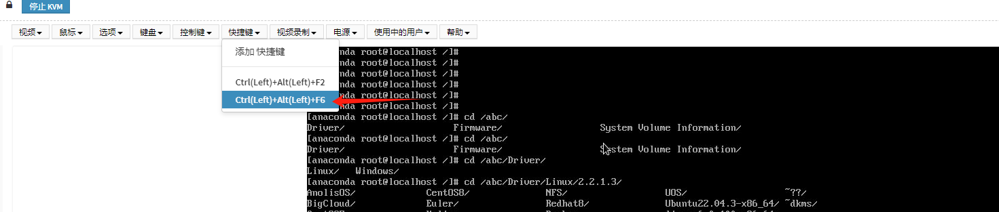 停止 KVM
视频 鼠标 选项 键盘 控制键 快捷键 视频录制 电源 使用中的用户 帮助
添加 快捷键
Ctrl(Left)+Alt(Left)+F2
Ctrl(Left)+Alt(Left)+F6
nda root@localhost /]#
nda root@localhost /]#
nda root@localhost /]#
nda root@localhost /]#
nda root@localhost /]#
nda root@localhost /]#
[anaconda root@localhost /]# cd /abc/
Driver/ Firmware/ System Volume Information/
[anaconda root@localhost /]# cd /abc/
Driver/ Firmware/ System Volume Information/
[anaconda root@localhost /]# cd /abc/Driver/
Linux/ Windows/
[anaconda root@localhost /]# cd /abc/Driver/Linux/2.2.1.3/
AnolisOS/ CentOS8/ NFS/ UOS/ ~??/
BigCloud/ Euler/ Redhat8/ Ubuntu22.04.3-x86_64/ ~dkms/